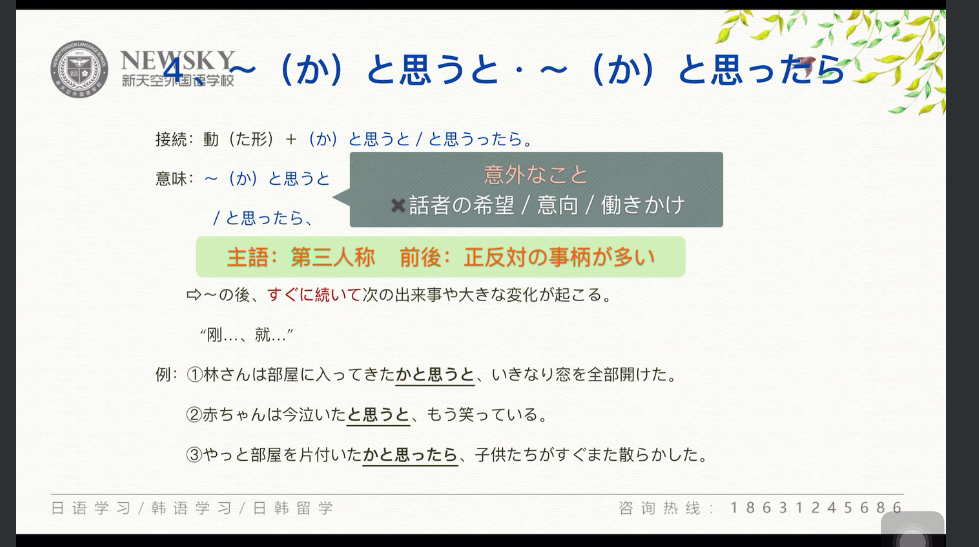 NEWSKY
新天空外国语学校
4、～（か）と思うと・～（か）と思ったら
接続：動（た形）＋（か）と思うと / と思うったら。
意味：～（か）と思うと
/ と思ったら、
意外なこと
✖話者の希望 / 意向 / 働きかけ
主語：第三人称　前後：正反対の事柄が多い
⇨～の後、すぐに続いて次の出来事や大きな変化が起こる。
“刚…、就…”
例：①林さんは部屋に入ってきたかと思うと、いきなり窓を全部開けた。
②赤ちゃんは今泣いたと思うと、もう笑っている。
③やっと部屋を片付いたかと思ったら、子供たちがすぐまた散らかした。
日语学习/韩语学习/日韩留学
咨询热线：18631245686